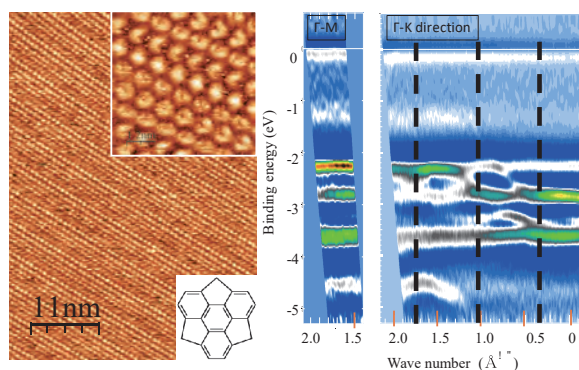 11nm
Γ-M
Γ-K direction
Binding energy (eV)
0
-1
-2
-3
-4
-5
2.0 1.5
2.0 1.5 1.0 0.5 0
Wave number (Å! ")